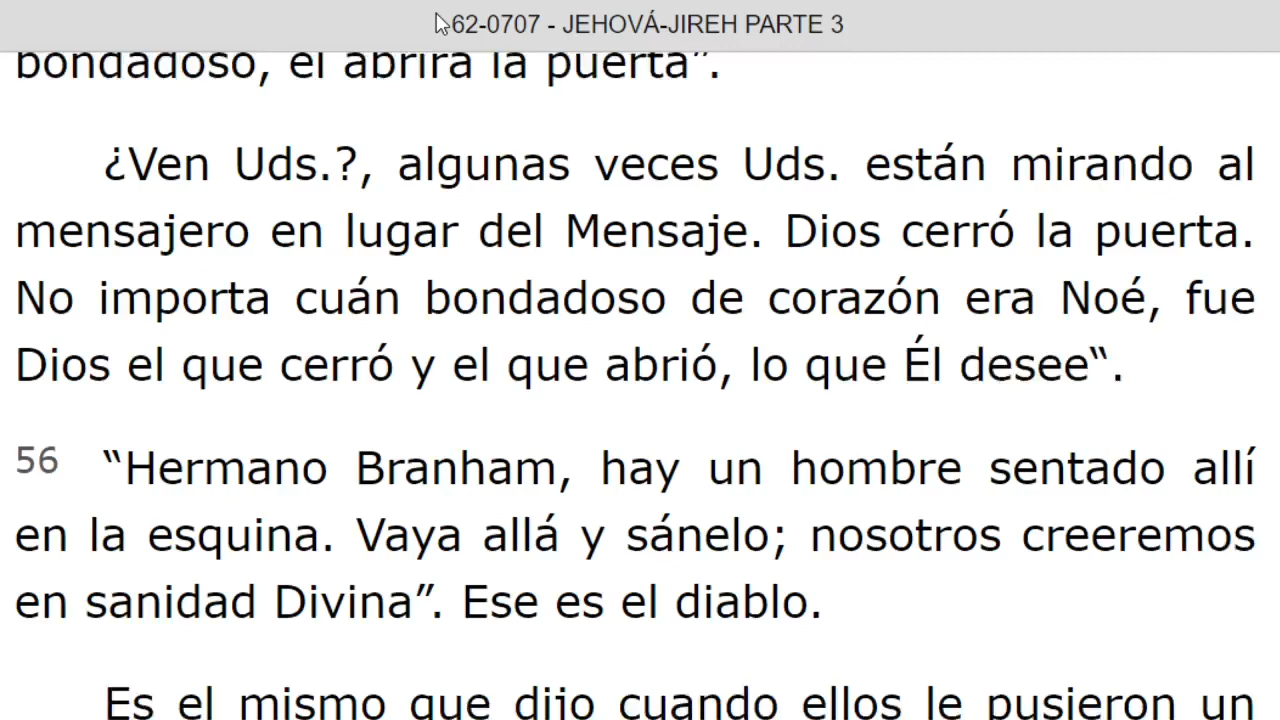 62-0707 - JEHOVÁ-JIREH PARTE 3
bondadoso, él abrirá la puerta”.
¿Ven Uds.?, algunas veces Uds. están mirando al
mensajero en lugar del Mensaje. Dios cerró la puerta.
No importa cuán bondadoso de corazón era Noé, fue
Dios el que cerró y el que abrió, lo que Él desee“.
56 “Hermano Branham, hay un hombre sentado allí
en la esquina. Vaya allá y sánelo; nosotros creeremos
en sanidad Divina”. Ese es el diablo.
Es el mismo que dijo cuando ellos le pusieron un